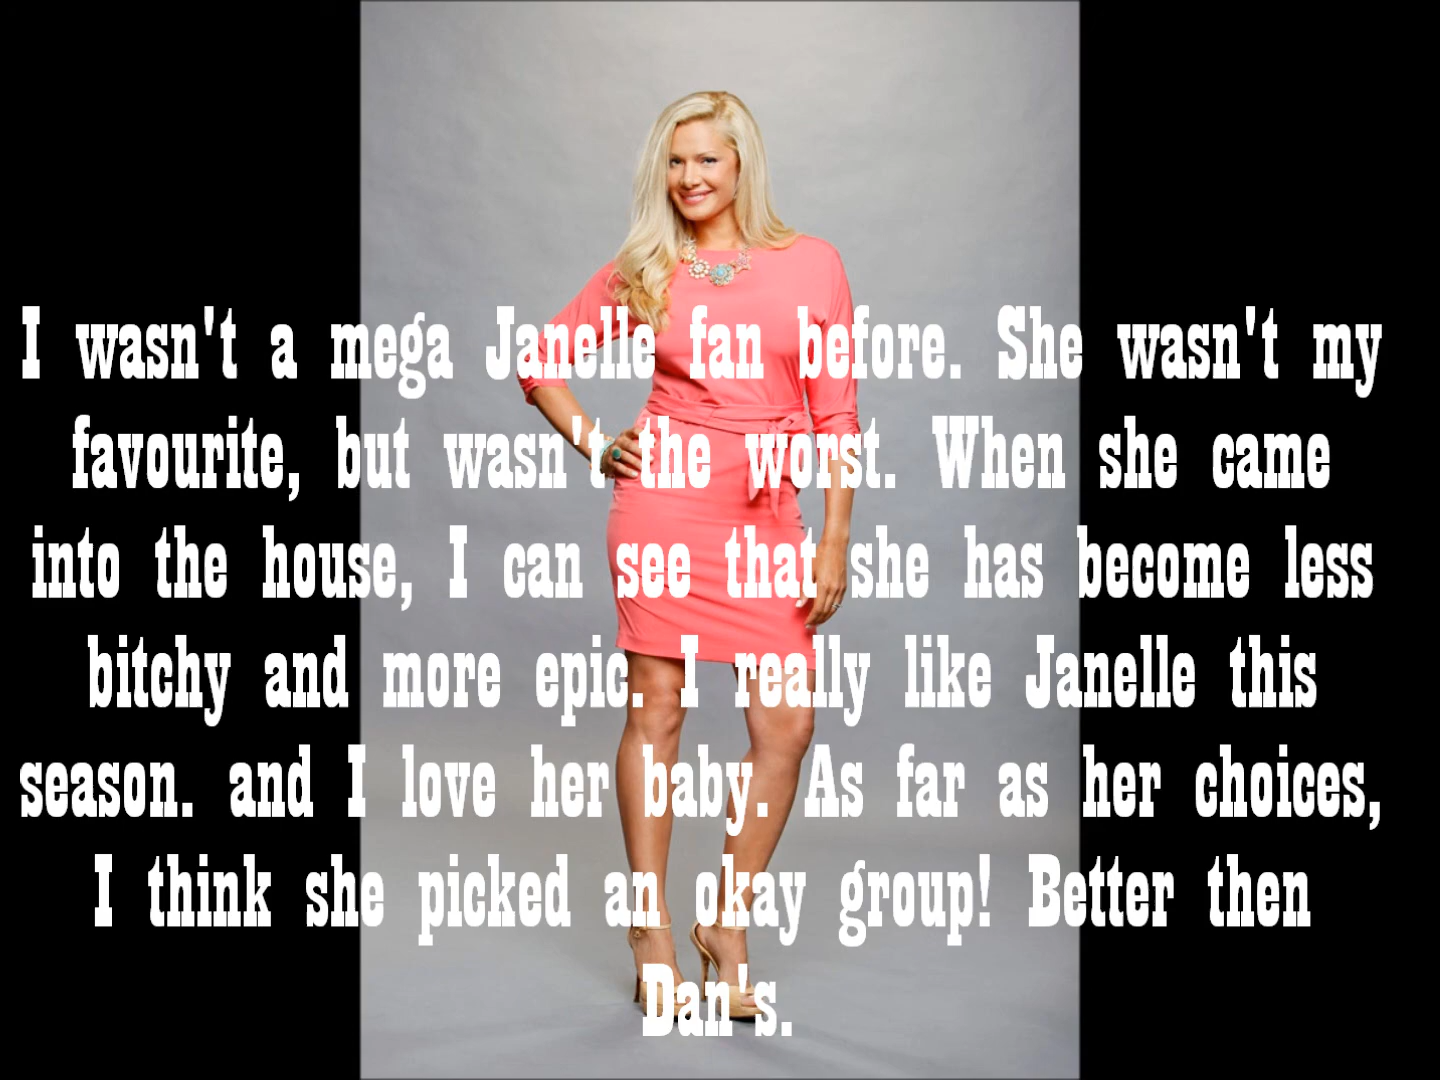 I wasn't a mega Janelle fan before. She wasn't my
favourite, but wasn't the worst. When she came
into the house, I can see that she has become less
bitchy and more epic. I really like Janelle this
season. and I love her baby. As far as her choices,
I think she picked an okay group! Better then
Dan's.